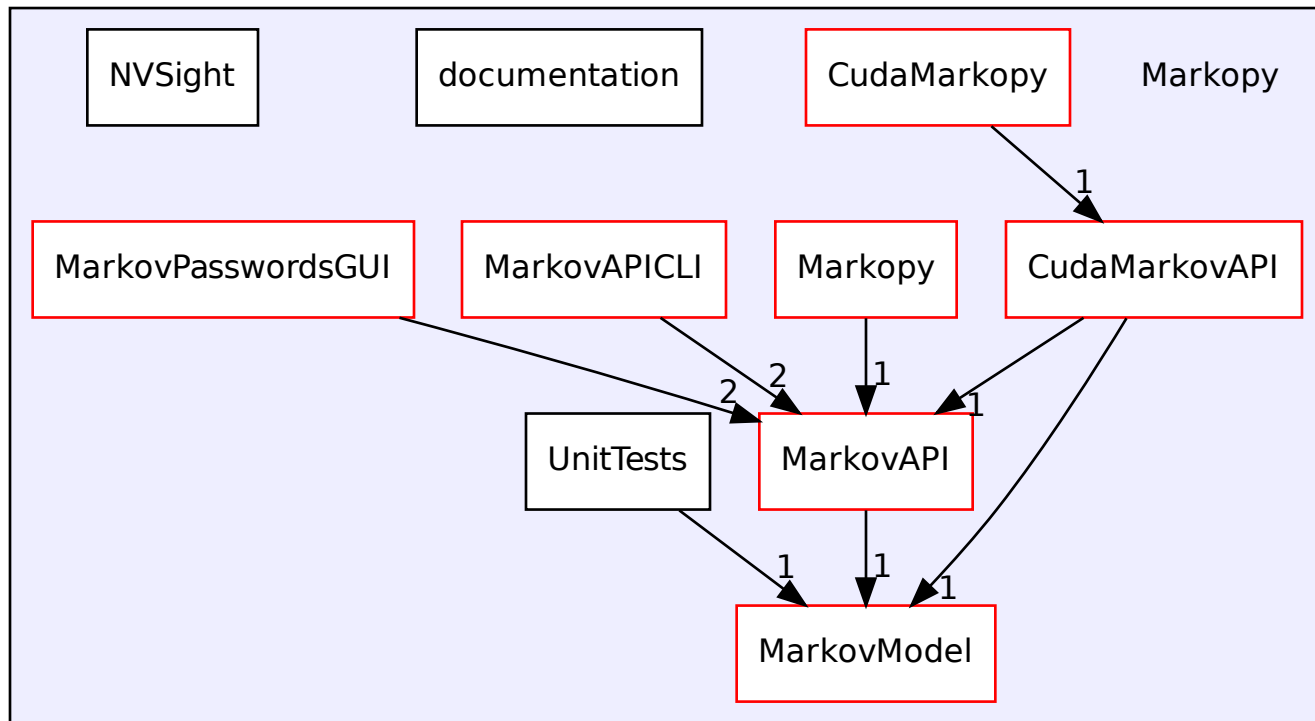 NVSight
documentation
CudaMarkopy
Markopy
1
MarkovPasswordsGUI
MarkovAPICLI
Markopy
CudaMarkovAPI
2
2
1
1
UnitTests
MarkovAPI
1
1
1
MarkovModel